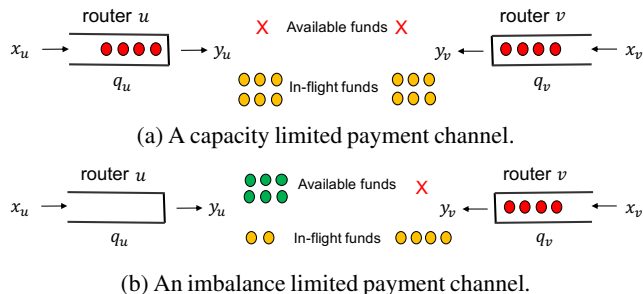 router u
X Available funds X
router v
x_u
y_u
y_v
x_v
q_u
In-flight funds
q_v
(a) A capacity limited payment channel.
router u
Available funds X
router v
x_u
y_u
y_v
x_v
q_u
In-flight funds
q_v
(b) An imbalance limited payment channel.